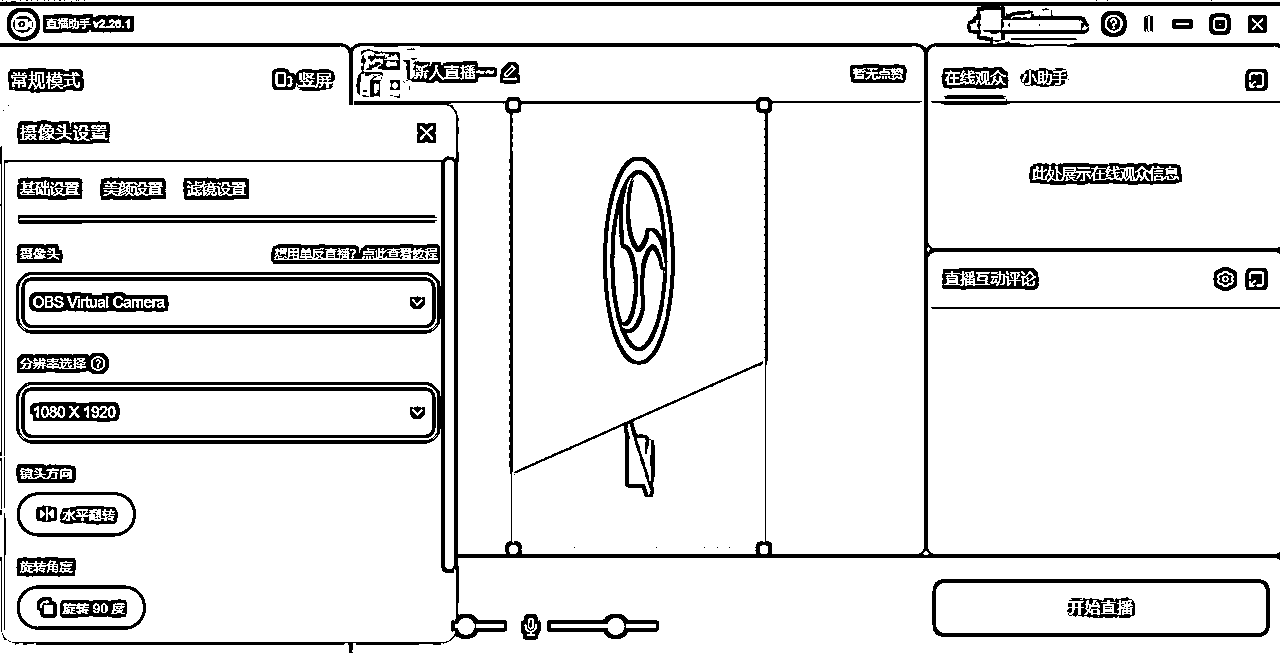 直播助手 v2.20.1
常规模式
竖屏
新人直播
暂无点赞
在线观众 小助手
摄像头设置
基础设置 美颜设置 滤镜设置
此处展示在线观众信息
摄像头
想用单反直播？点此查看教程
直播互动评论
OBS Virtual Camera
分辨率选择
1080 X 1920
镜头方向
水平翻转
旋转角度
旋转 90 度
开始直播